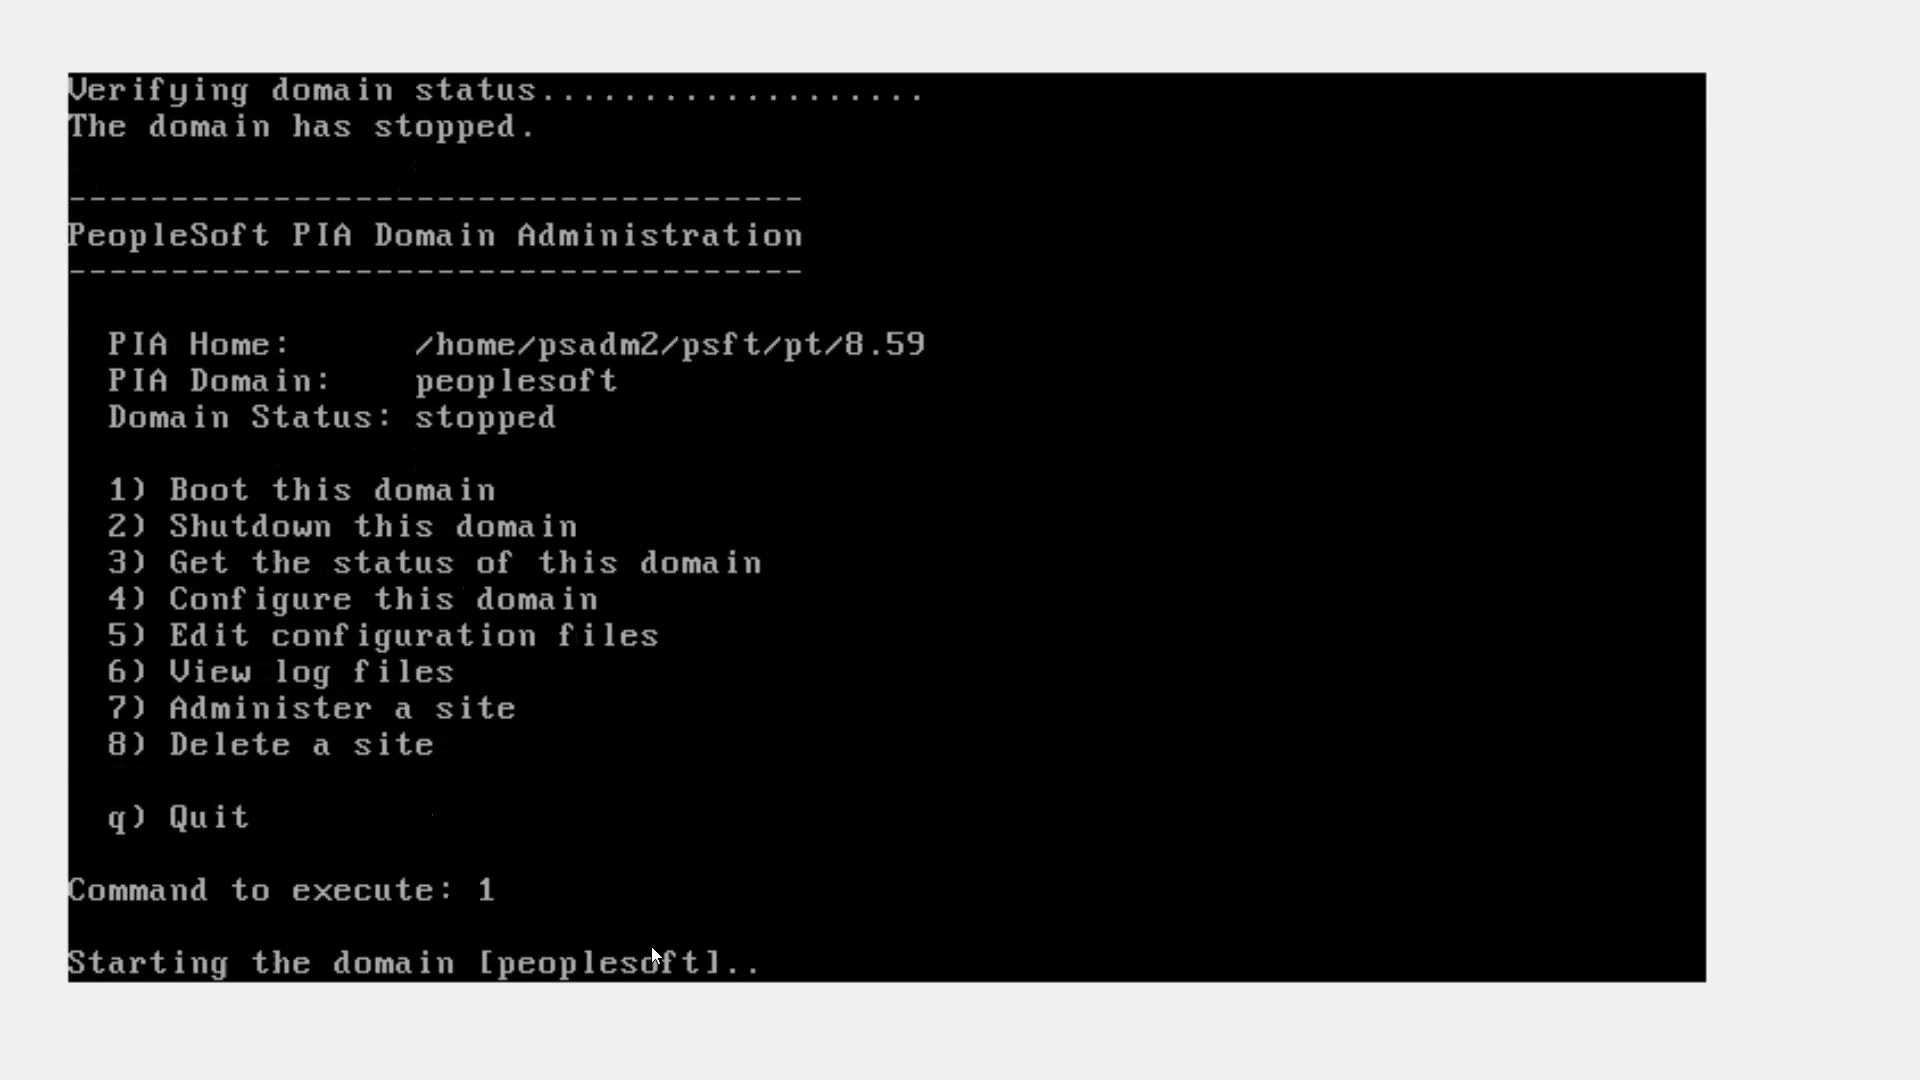 Verifying domain status...................
The domain has stopped.
------------------------------------
PeopleSoft PIA Domain Administration
------------------------------------
PIA Home:      /home/psadm2/psft/pt/8.59
PIA Domain:    peoplesoft
Domain Status: stopped
1) Boot this domain
2) Shutdown this domain
3) Get the status of this domain
4) Configure this domain
5) Edit configuration files
6) View log files
7) Administer a site
8) Delete a site
q) Quit
Command to execute: 1
Starting the domain [peoplesoft]..